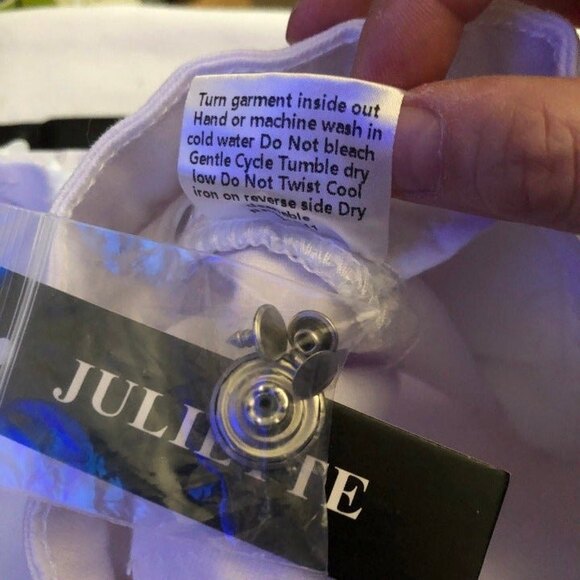 Turn garment inside out
Hand or machine wash in
cold water Do Not bleach
Gentle Cycle Tumble dry
low Do Not Twist Cool
iron on reverse side Dry
JULIETTE